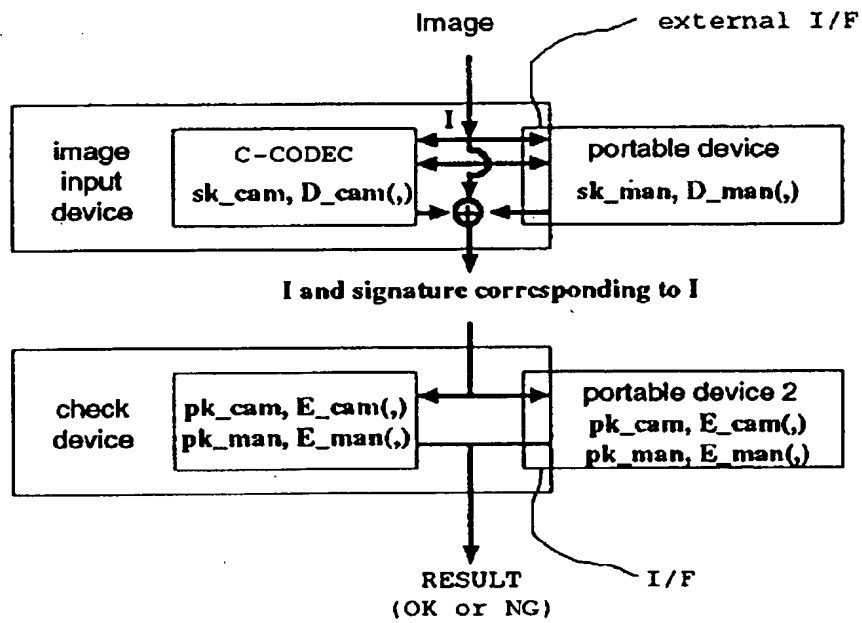 Image
external I/F
I
image
input
device
C-CODEC
sk_cam, D_cam(,)
portable device
sk_man, D_man(,)
I and signature corresponding to I
check
device
pk_cam, E_cam(,)
pk_man, E_man(,)
portable device 2
pk_cam, E_cam(,)
pk_man, E_man(,)
RESULT
(OK or NG)
I/F